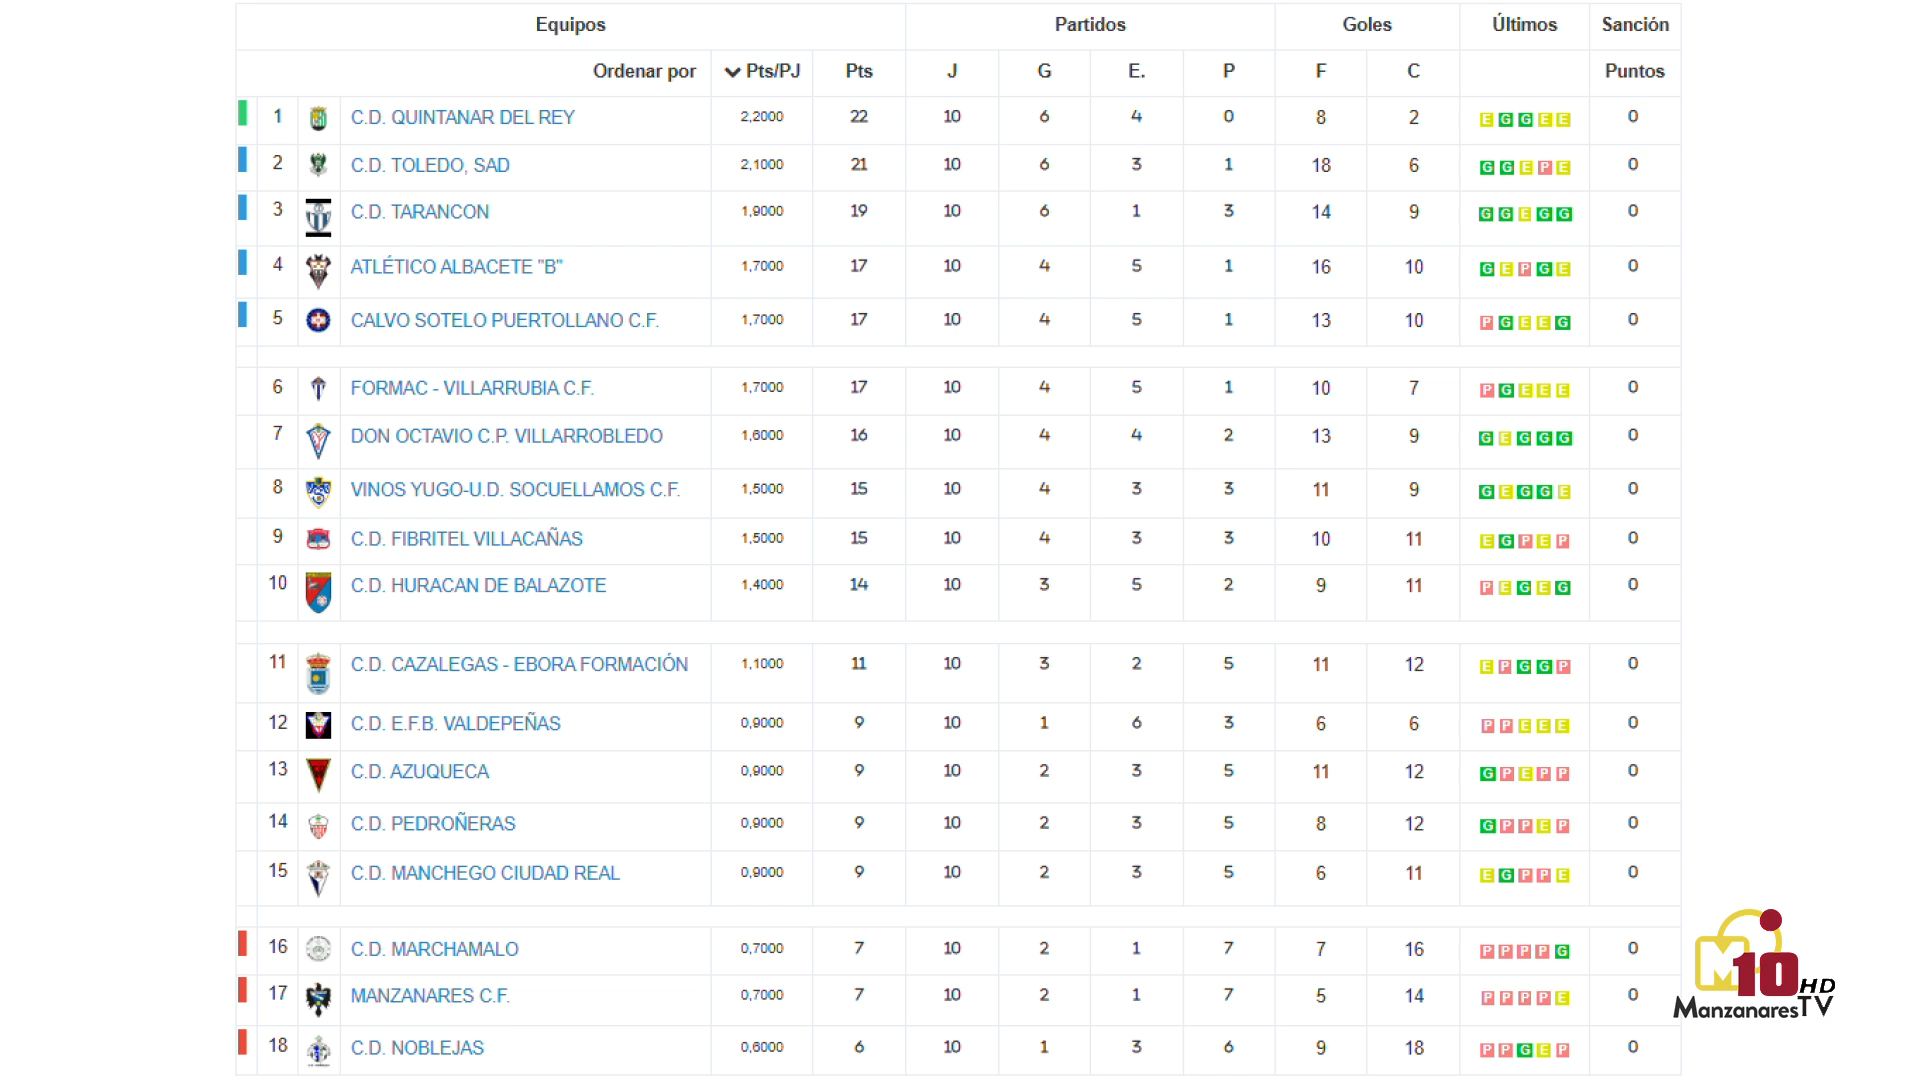 Equipos Partidos Goles Últimos Sanción
Ordenar por Pts/PJ Pts J G E. P F C Puntos
1 C.D. QUINTANAR DEL REY 2,2000 22 10 6 4 0 8 2 E G G E E 0
2 C.D. TOLEDO, SAD 2,1000 21 10 6 3 1 18 6 G G E P E 0
3 C.D. TARANCON 1,9000 19 10 6 1 3 14 9 G G E G G 0
4 ATLÉTICO ALBACETE "B" 1,7000 17 10 4 5 1 16 10 G E P G E 0
5 CALVO SOTELO PUERTOLLANO C.F. 1,7000 17 10 4 5 1 13 10 P G E E G 0
6 FORMAC - VILLARRUBIA C.F. 1,7000 17 10 4 5 1 10 7 P G E E E 0
7 DON OCTAVIO C.P. VILLARROBLEDO 1,6000 16 10 4 4 2 13 9 G E G G G 0
8 VINOS YUGO-U.D. SOCUELLAMOS C.F. 1,5000 15 10 4 3 3 11 9 G E G G E 0
9 C.D. FIBRITEL VILLACAÑAS 1,5000 15 10 4 3 3 10 11 E G P E P 0
10 C.D. HURACAN DE BALAZOTE 1,4000 14 10 3 5 2 9 11 P E G E G 0
11 C.D. CAZALEGAS - EBORA FORMACIÓN 1,1000 11 10 3 2 5 11 12 E P G G P 0
12 C.D. E.F.B. VALDEPEÑAS 0,9000 9 10 1 6 3 6 6 P P E E E 0
13 C.D. AZUQUECA 0,9000 9 10 2 3 5 11 12 G P E P P 0
14 C.D. PEDROÑERAS 0,9000 9 10 2 3 5 8 12 G P P E P 0
15 C.D. MANCHEGO CIUDAD REAL 0,9000 9 10 2 3 5 6 11 E G P P E 0
16 C.D. MARCHAMALO 0,7000 7 10 2 1 7 7 16 P P P P G 0
17 MANZANARES C.F. 0,7000 7 10 2 1 7 5 14 P P P P E 0
18 C.D. NOBLEJAS 0,6000 6 10 1 3 6 9 18 P P G E P 0
M10 HD
Manzanares TV